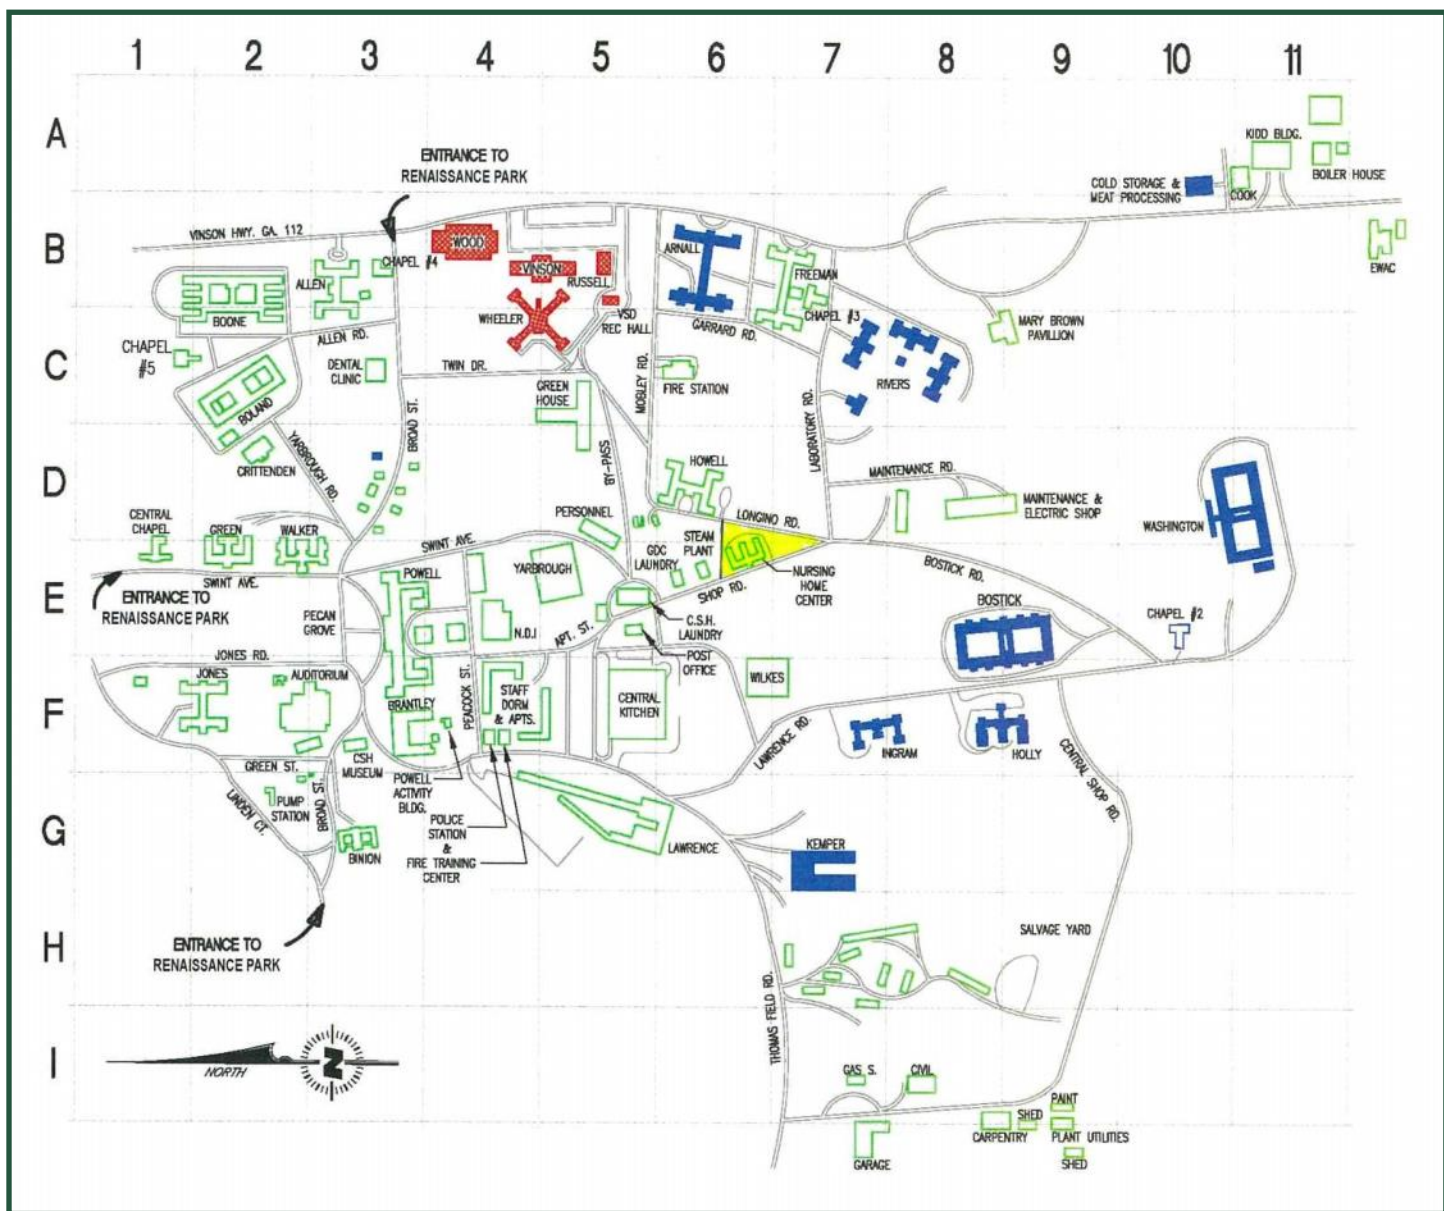 1 2 3 4 5 6 7 8 9 10 11
A
ENTRANCE TO
RENAISSANCE PARK
KIDD BLDG.
BOILER HOUSE
COLD STORAGE &
MEAT PROCESSING
COOK
B
VINSON HWY. GA. 112
CHAPEL #4
WOOD
VINSON
RUSSELL
ARNALL
FREEMAN
EWAC
ALLEN
BOONE
WHEELER
VSD
REC HALL
GARRARD RD.
CHAPEL #3
MARY BROWN
PAVILLION
C
CHAPEL
#5
ALLEN RD.
DENTAL
CLINIC
TWIN DR.
GREEN
HOUSE
MOBLEY RD.
FIRE STATION
RIVERS
BOLAND
BROAD ST.
LABORATORY RD.
D
CRITTENDEN
YARBROUGH RD.
BY-PASS
HOWELL
MAINTENANCE RD.
MAINTENANCE &
ELECTRIC SHOP
WASHINGTON
CENTRAL
CHAPEL
GREEN
WALKER
PERSONNEL
LONGINO RD.
SWINT AVE.
STEAM
PLANT
GDC
LAUNDRY
E
SWINT AVE.
POWELL
YARBROUGH
NURSING
HOME
CENTER
SHOP RD.
BOSTICK RD.
BOSTICK
CHAPEL #2
ENTRANCE TO
RENAISSANCE PARK
PECAN
GROVE
N.D.I
APT. ST.
C.S.H.
LAUNDRY
POST
OFFICE
JONES RD.
JONES
AUDITORIUM
WILKES
F
BRANTLEY
PEACOCK ST.
STAFF
DORM
& APTS.
CENTRAL
KITCHEN
LAWRENCE RD.
INGRAM
HOLLY
CENTRAL SHOP RD.
GREEN ST.
CSH
MUSEUM
POWELL
ACTIVITY
BLDG.
G
LINDEN CT.
PUMP
STATION
BROAD ST.
BINION
POLICE
STATION
&
FIRE TRAINING
CENTER
LAWRENCE
KEMPER
H
ENTRANCE TO
RENAISSANCE PARK
SALVAGE YARD
THOMAS FIELD RD.
I
NORTH
N
GAS S.
CIVIL
PAINT
CARPENTRY
SHED
PLANT UTILITIES
GARAGE
SHED